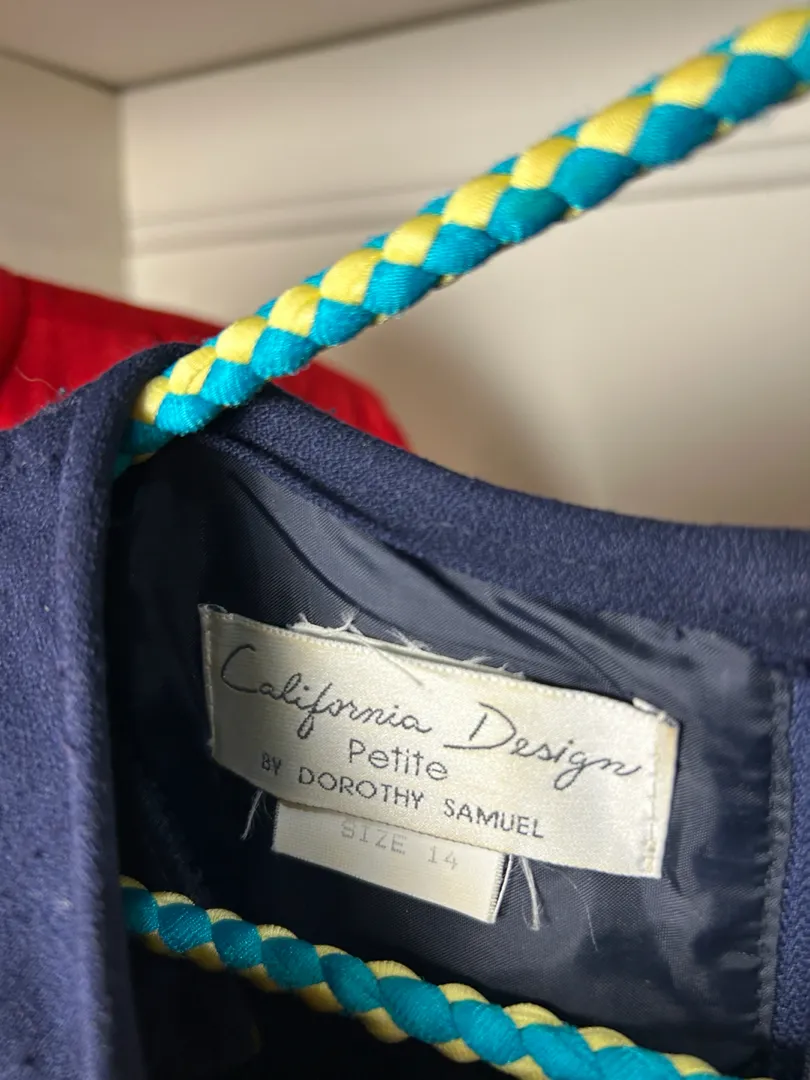 California Design
Petite
BY DOROTHY SAMUEL
SIZE 14